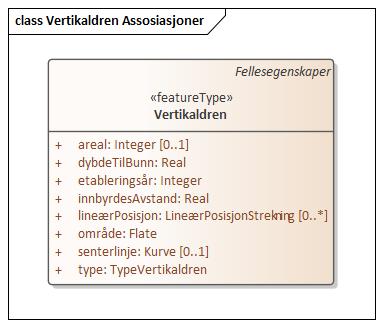 class Vertikaldren Assosiasjoner
Fellesegenskaper
«featureType»
Vertikaldren
+ areal: Integer [0..1]
+ dybdeTilBunn: Real
+ etableringsår: Integer
+ innbyrdesAvstand: Real
+ lineærPosisjon: LineærPosisjonStrekning [0..*]
+ område: Flate
+ senterlinje: Kurve [0..1]
+ type: TypeVertikaldren